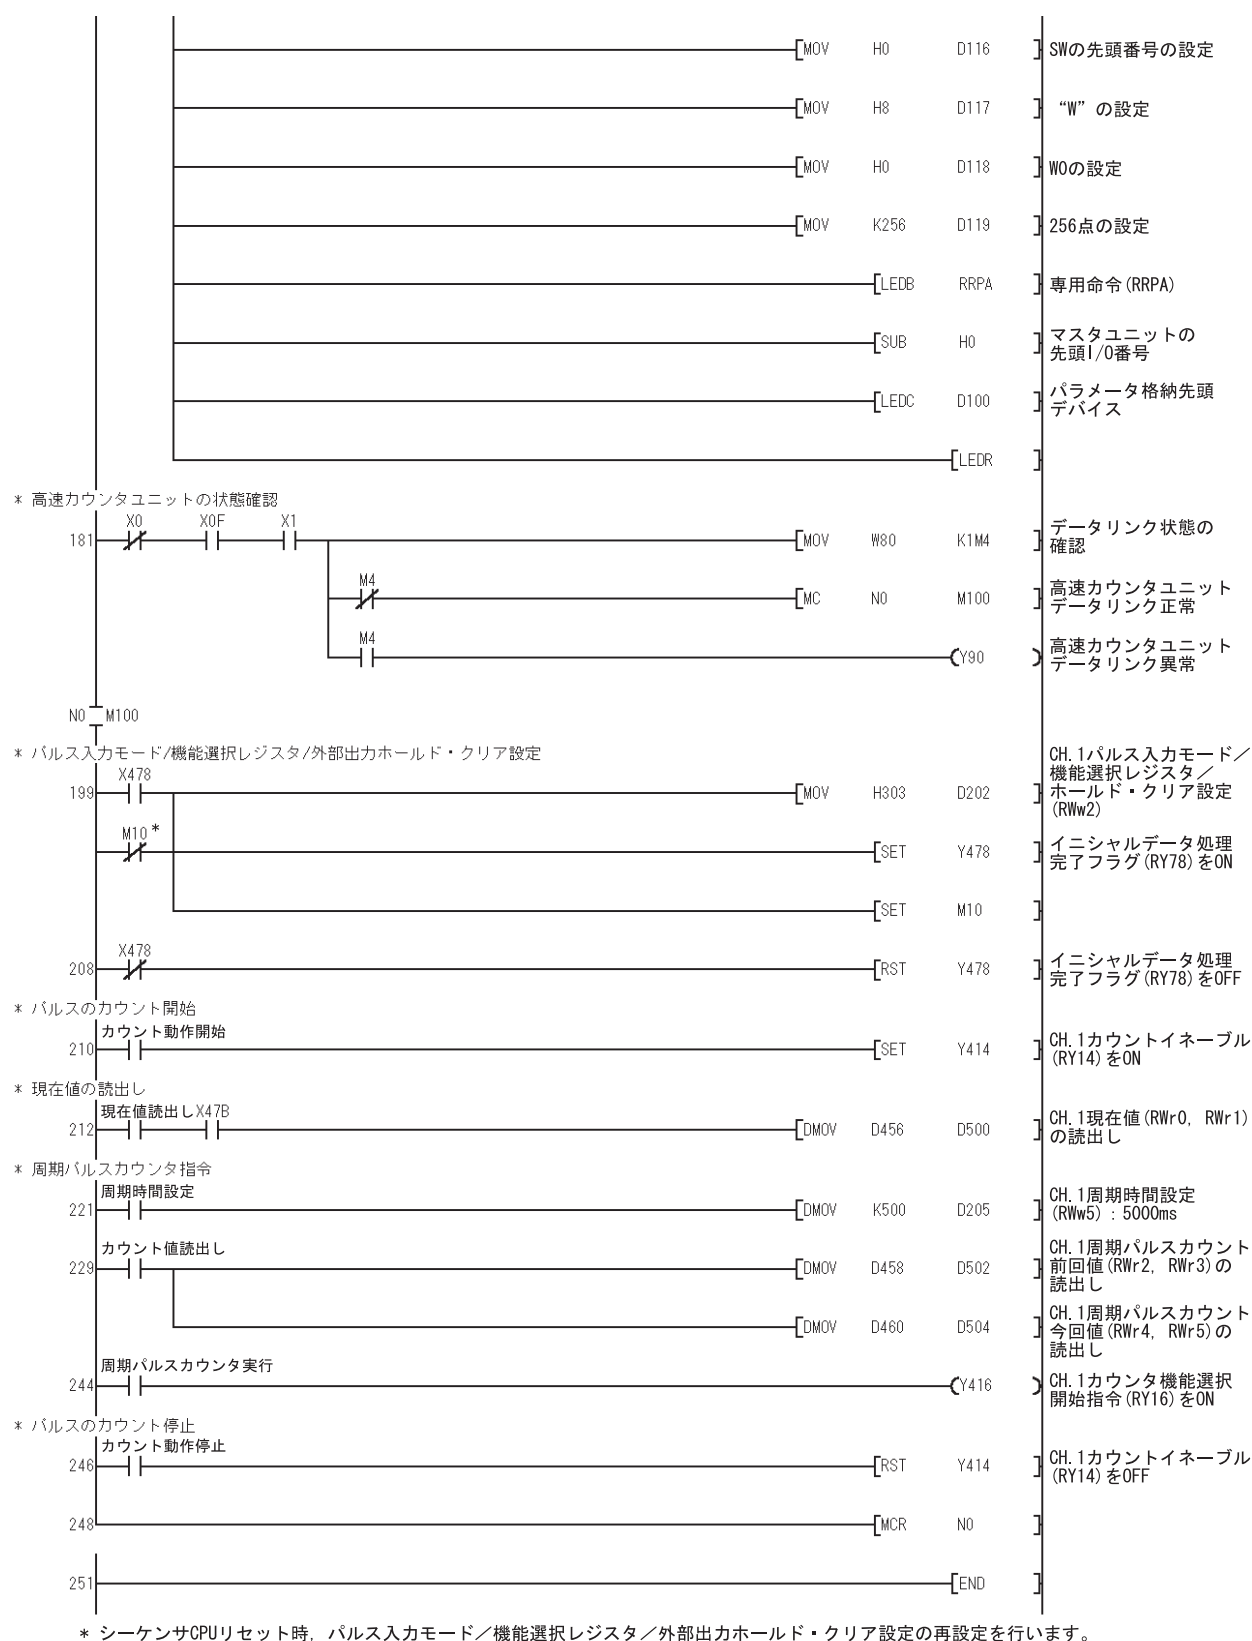 MOV H0 D116 SWの先頭番号の設定
MOV H8 D117 “W”の設定
MOV H0 D118 W0の設定
MOV K256 D119 256点の設定
LEDB RRPA 専用命令(RRPA)
SUB H0 マスタユニットの
先頭I/O番号
LEDC D100 パラメータ格納先頭
デバイス
LEDR
* 高速カウンタユニットの状態確認
X0 X0F X1
181 MOV W80 K1M4 データリンク状態の
確認
M4
MC N0 M100 高速カウンタユニット
データリンク正常
M4
Y90 高速カウンタユニット
データリンク異常
N0 M100
* パルス入力モード/機能選択レジスタ/外部出力ホールド・クリア設定
X478
199 MOV H303 D202 CH.1パルス入力モード／
機能選択レジスタ／
ホールド・クリア設定
(RWw2)
M10 *
SET Y478 イニシャルデータ処理
完了フラグ(RY78)をON
SET M10
X478
208 RST Y478 イニシャルデータ処理
完了フラグ(RY78)をOFF
* パルスのカウント開始
カウント動作開始
210 SET Y414 CH.1カウントイネーブル
(RY14)をON
* 現在値の読出し
現在値読出し X47B
212 DMOV D456 D500 CH.1現在値(RWr0, RWr1)
の読出し
* 周期パルスカウンタ指令
周期時間設定
221 DMOV K500 D205 CH.1周期時間設定
(RWw5)：5000ms
カウント値読出し
229 DMOV D458 D502 CH.1周期パルスカウント
前回値(RWr2, RWr3)の
読出し
DMOV D460 D504 CH.1周期パルスカウント
今回値(RWr4, RWr5)の
読出し
周期パルスカウンタ実行
244 Y416 CH.1カウンタ機能選択
開始指令(RY16)をON
* パルスのカウント停止
カウント動作停止
246 RST Y414 CH.1カウントイネーブル
(RY14)をOFF
248 MCR N0
251 END
* シーケンサCPUリセット時，パルス入力モード／機能選択レジスタ／外部出力ホールド・クリア設定の再設定を行います。